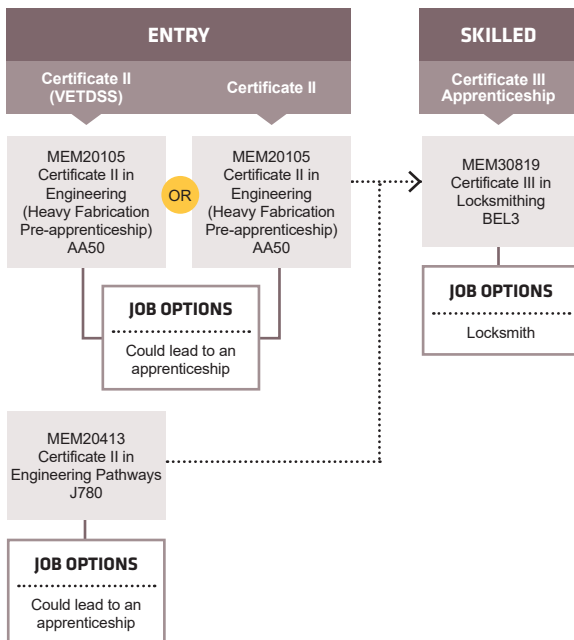 ENTRY
SKILLED
Certificate II
(VETDSS)
Certificate II
Certificate III
Apprenticeship
MEM20105
Certificate II in
Engineering
(Heavy Fabrication
Pre-apprenticeship)
AA50
OR
MEM20105
Certificate II in
Engineering
(Heavy Fabrication
Pre-apprenticeship)
AA50
MEM30819
Certificate III in
Locksmithing
BEL3
JOB OPTIONS
Could lead to an
apprenticeship
JOB OPTIONS
Locksmith
MEM20413
Certificate II in
Engineering Pathways
J780
JOB OPTIONS
Could lead to an
apprenticeship